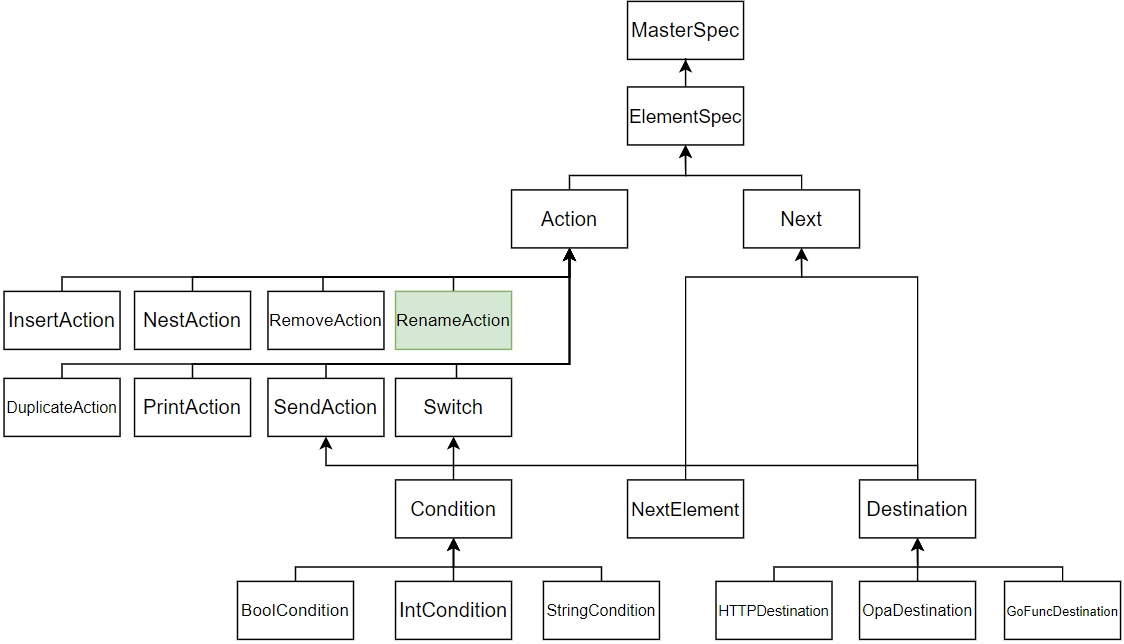 MasterSpec
ElementSpec
Action
Next
InsertAction
NestAction
RemoveAction
RenameAction
DuplicateAction
PrintAction
SendAction
Switch
Condition
NextElement
Destination
BoolCondition
IntCondition
StringCondition
HTTPDestination
OpaDestination
GoFuncDestination